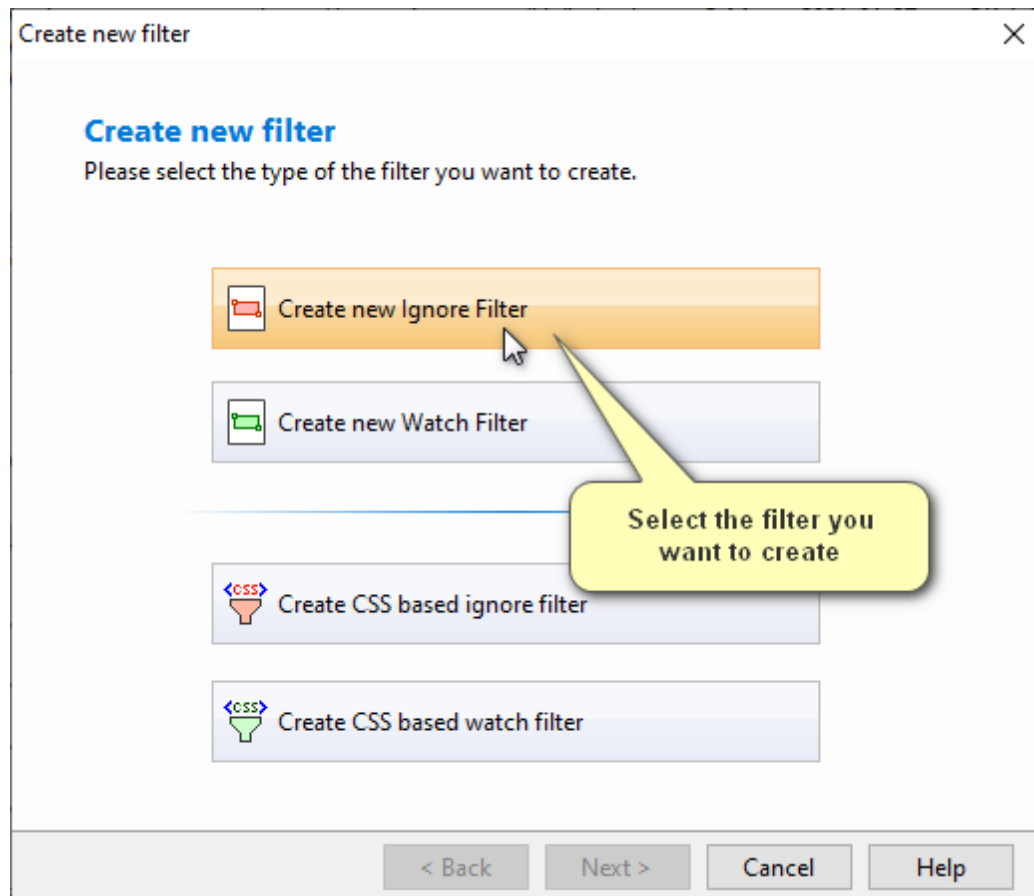 Create new filter
Create new filter
Please select the type of the filter you want to create.
Create new Ignore Filter
Create new Watch Filter
Select the filter you
want to create
<css>
Create CSS based ignore filter
<css>
Create CSS based watch filter
< Back
Next >
Cancel
Help